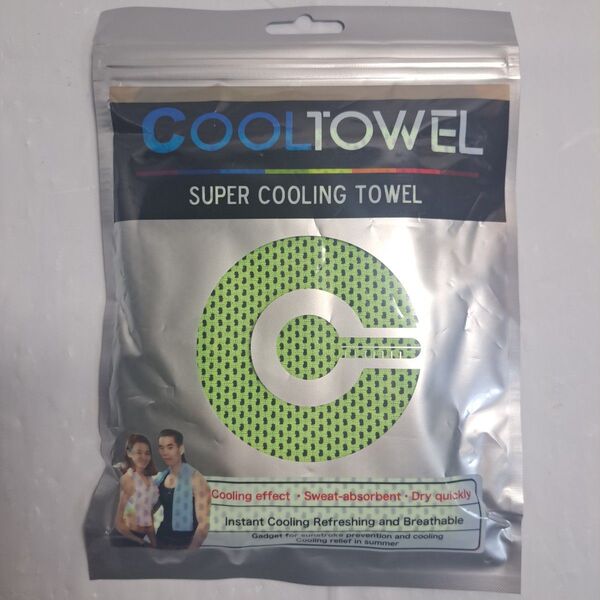 COOLTOWEL
SUPER COOLING TOWEL
Cooling effect • Sweat-absorbent • Dry quickly
Instant Cooling Refreshing and Breathable
Gadget for sunstroke prevention and cooling
Cooling relief in summer